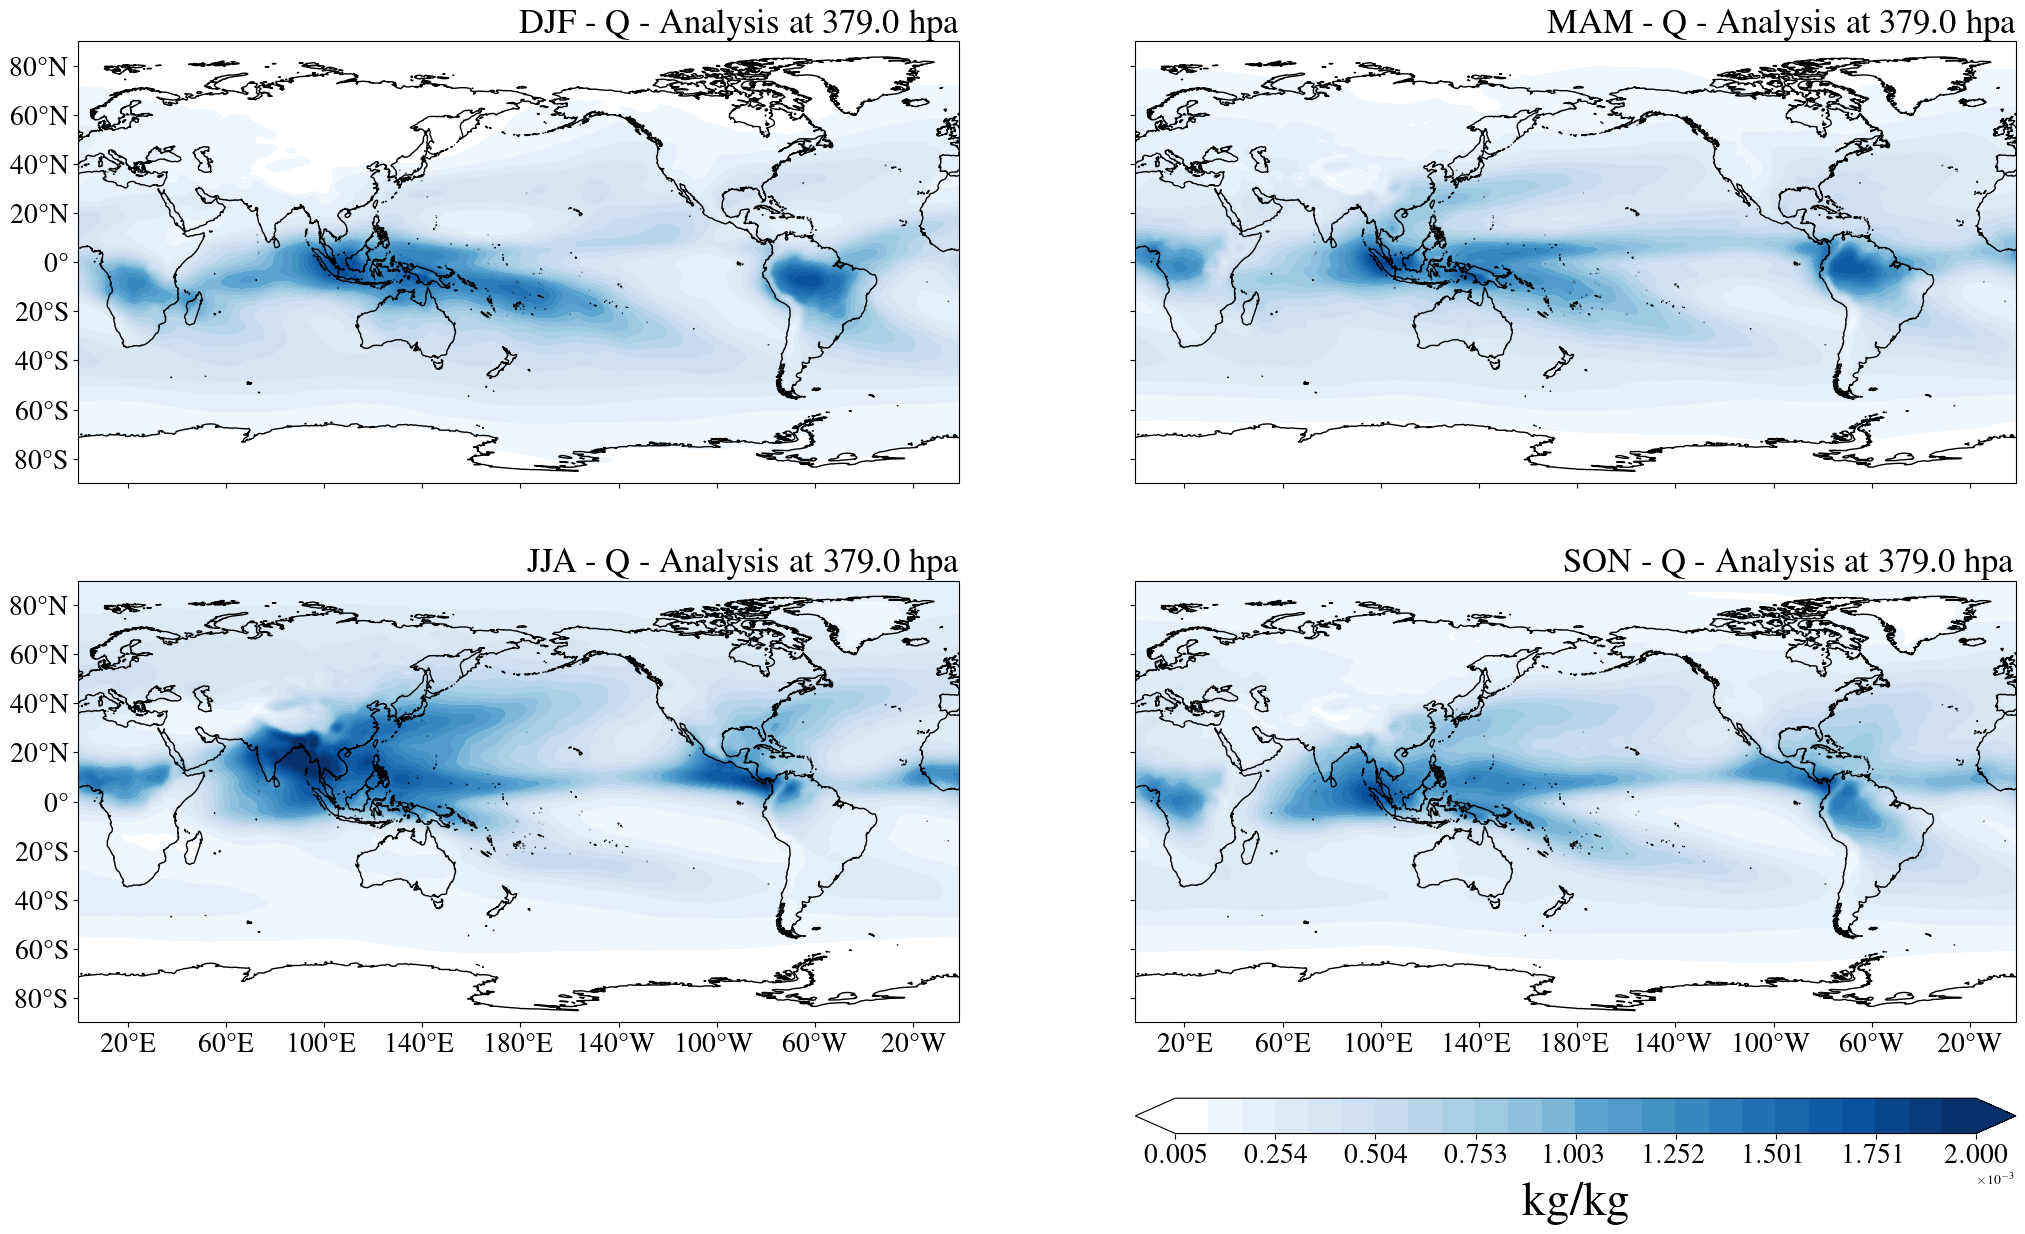 DJF - Q - Analysis at 379.0 hpa
MAM - Q - Analysis at 379.0 hpa
80°N
60°N
40°N
20°N
0°
20°S
40°S
60°S
80°S
JJA - Q - Analysis at 379.0 hpa
SON - Q - Analysis at 379.0 hpa
80°N
60°N
40°N
20°N
0°
20°S
40°S
60°S
80°S
20°E 60°E 100°E 140°E 180°E 140°W 100°W 60°W 20°W
20°E 60°E 100°E 140°E 180°E 140°W 100°W 60°W 20°W
0.005 0.254 0.504 0.753 1.003 1.252 1.501 1.751 2.000
×10⁻³
kg/kg